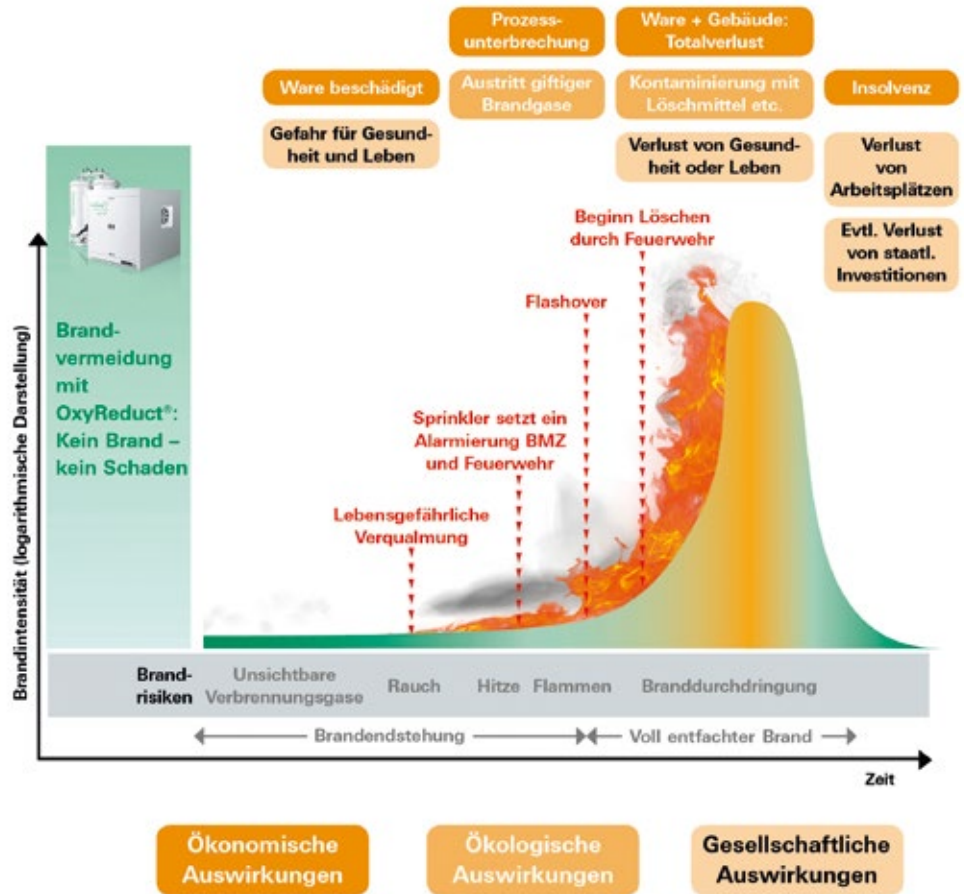 Prozess-
unterbrechung
Ware + Gebäude:
Totalverlust
Ware beschädigt
Austritt giftiger
Brandgase
Kontaminierung mit
Löschmittel etc.
Insolvenz
Gefahr für Gesund-
heit und Leben
Verlust von Gesund-
heit oder Leben
Verlust
von
Arbeitsplätzen
Evtl. Verlust
von staatl.
Investitionen
Beginn Löschen
durch Feuerwehr
Flashover
Brand-
vermeidung
mit
OxyReduct®:
Kein Brand –
kein Schaden
Sprinkler setzt ein
Alarmierung BMZ
und Feuerwehr
Lebensgefährliche
Verqualmung
Brandintensität (logarithmische Darstellung)
Brand-
risiken
Unsichtbare
Verbrennungsgase
Rauch
Hitze
Flammen
Branddurchdringung
Brandendstehung
Voll entfachter Brand
Zeit
Ökonomische
Auswirkungen
Ökologische
Auswirkungen
Gesellschaftliche
Auswirkungen